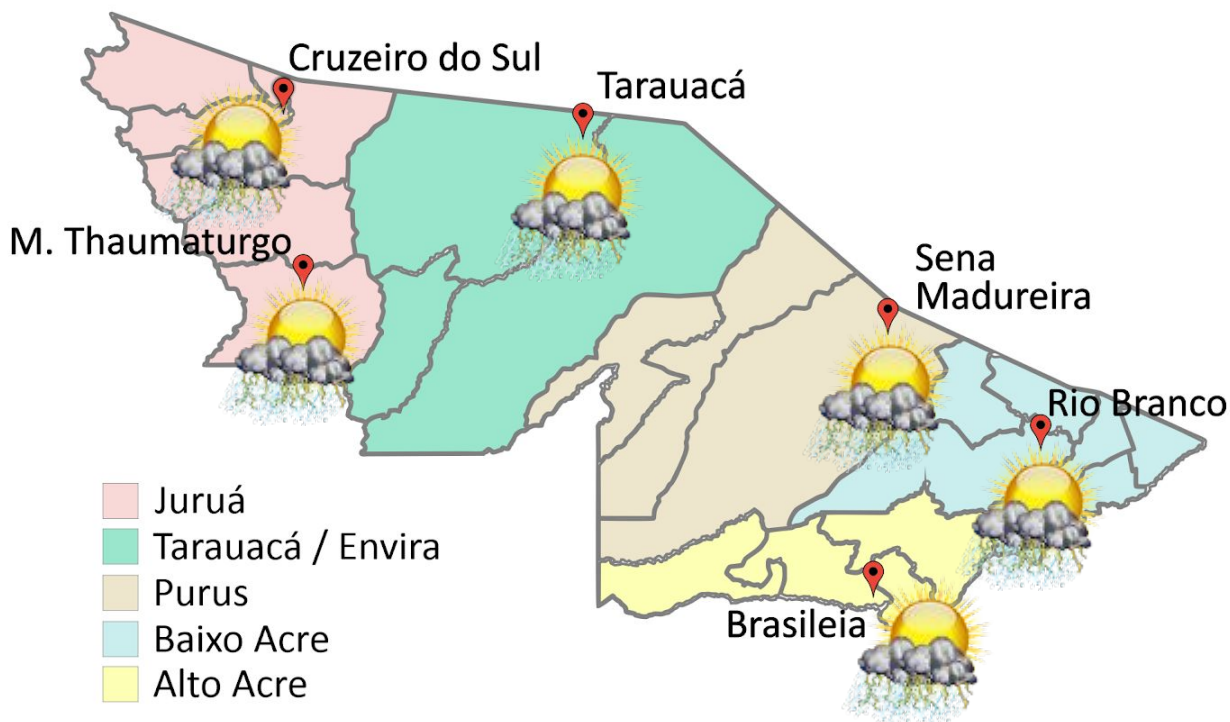 Cruzeiro do Sul
Tarauacá
M. Thaumaturgo
Sena
Madureira
Rio Branco
Brasileia
Juruá
Tarauacá / Envira
Purus
Baixo Acre
Alto Acre